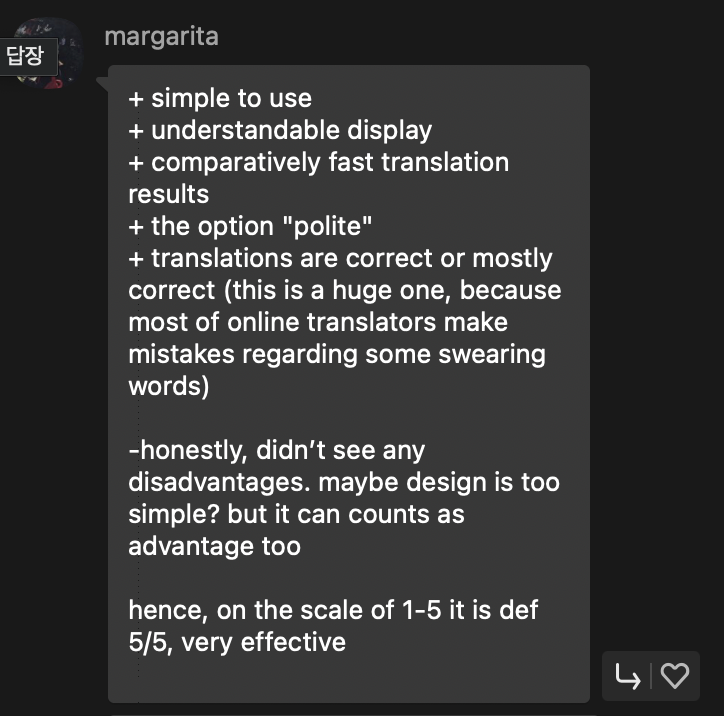 margarita
답장
+ simple to use
+ understandable display
+ comparatively fast translation
results
+ the option "polite"
+ translations are correct or mostly
correct (this is a huge one, because
most of online translators make
mistakes regarding some swearing
words)
-honestly, didn’t see any
disadvantages. maybe design is too
simple? but it can counts as
advantage too
hence, on the scale of 1-5 it is def
5/5, very effective